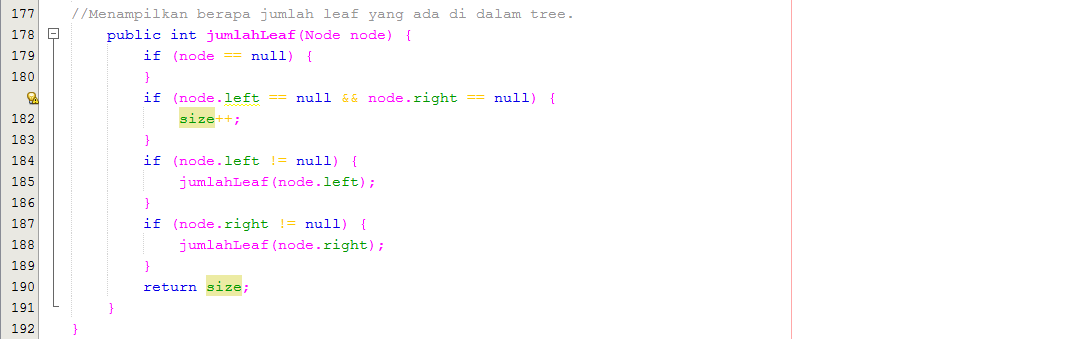 177 //Menampilkan berapa jumlah leaf yang ada di dalam tree.
178 public int jumlahLeaf(Node node) {
179 if (node == null) {
180 }
if (node.left == null && node.right == null) {
182 size++;
183 }
184 if (node.left != null) {
185 jumlahLeaf(node.left);
186 }
187 if (node.right != null) {
188 jumlahLeaf(node.right);
189 }
190 return size;
191 }
192 }